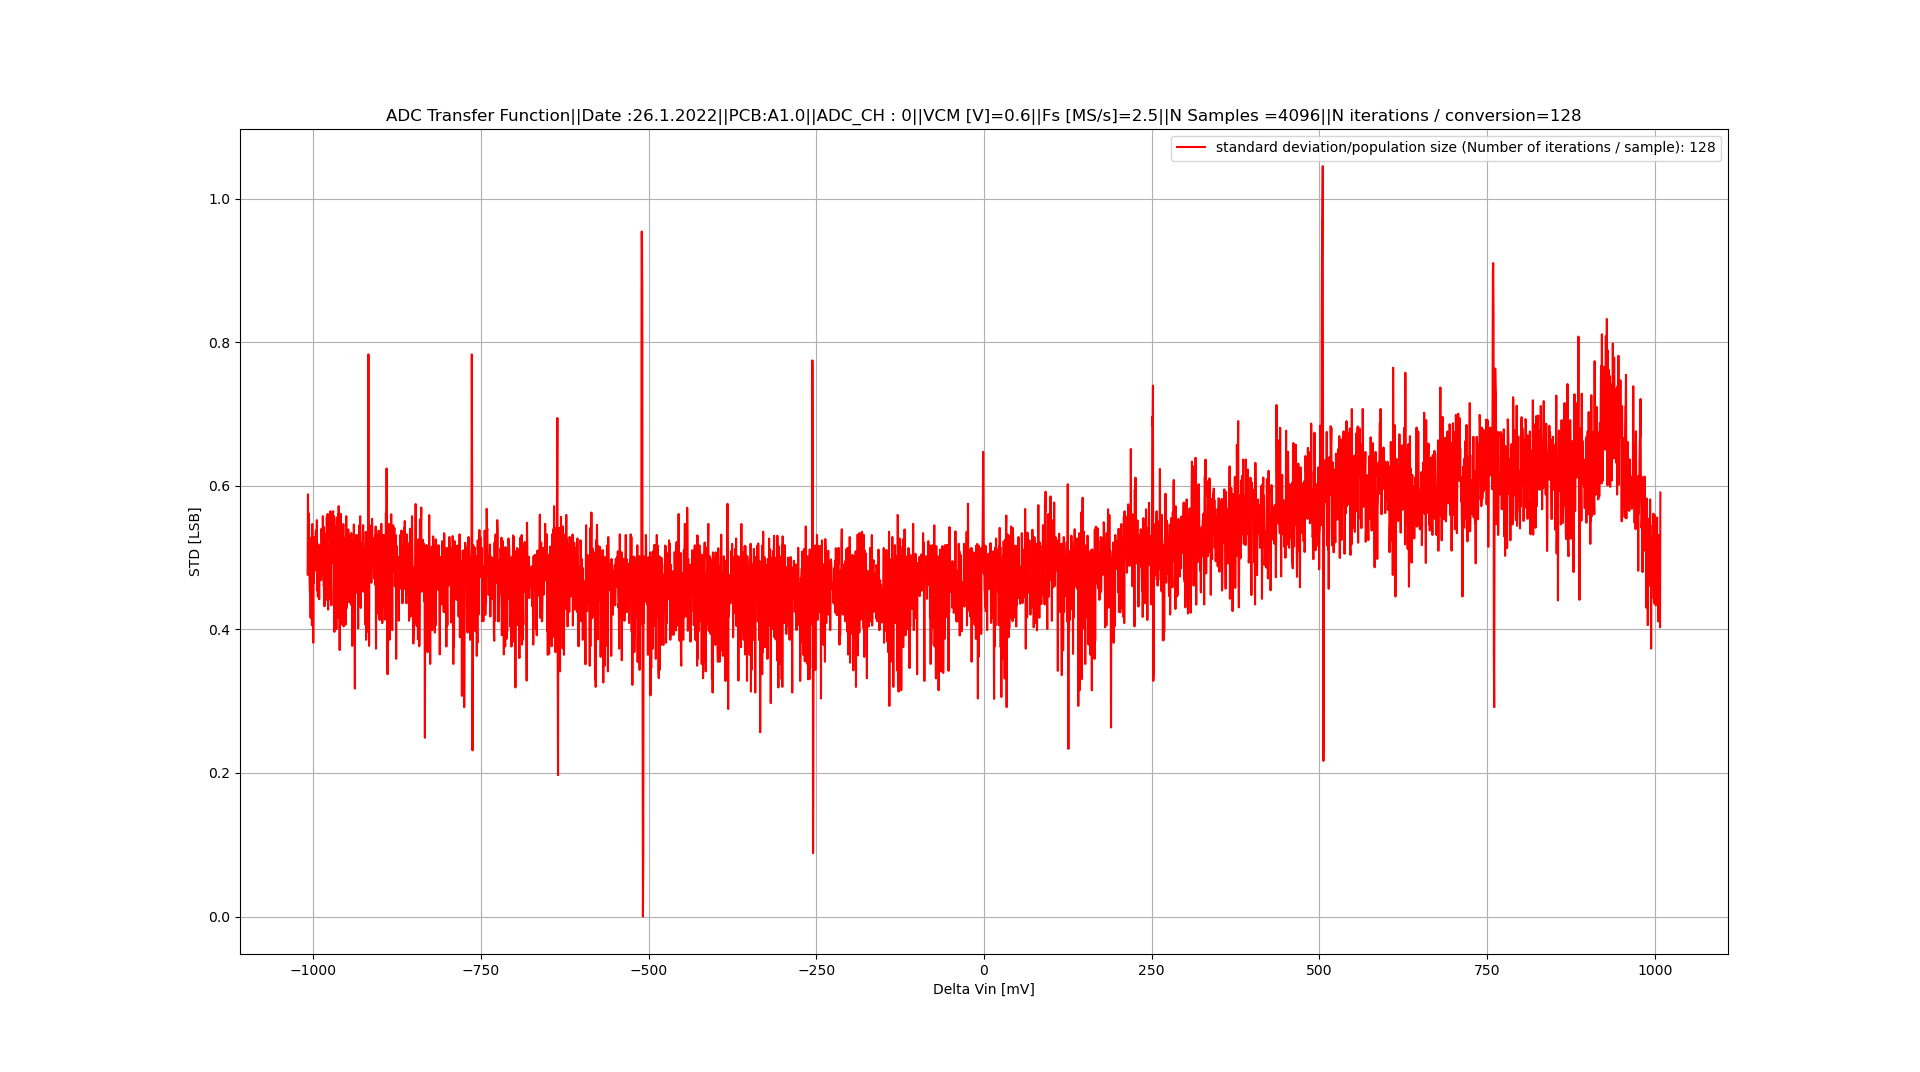 ADC Transfer Function||Date :26.1.2022||PCB:A1.0||ADC_CH : 0||VCM [V]=0.6||Fs [MS/s]=2.5||N Samples =4096||N iterations / conversion=128
standard deviation/population size (Number of iterations / sample): 128
1.0
0.8
0.6
0.4
0.2
0.0
STD [LSB]
−1000 −750 −500 −250 0 250 500 750 1000
Delta Vin [mV]